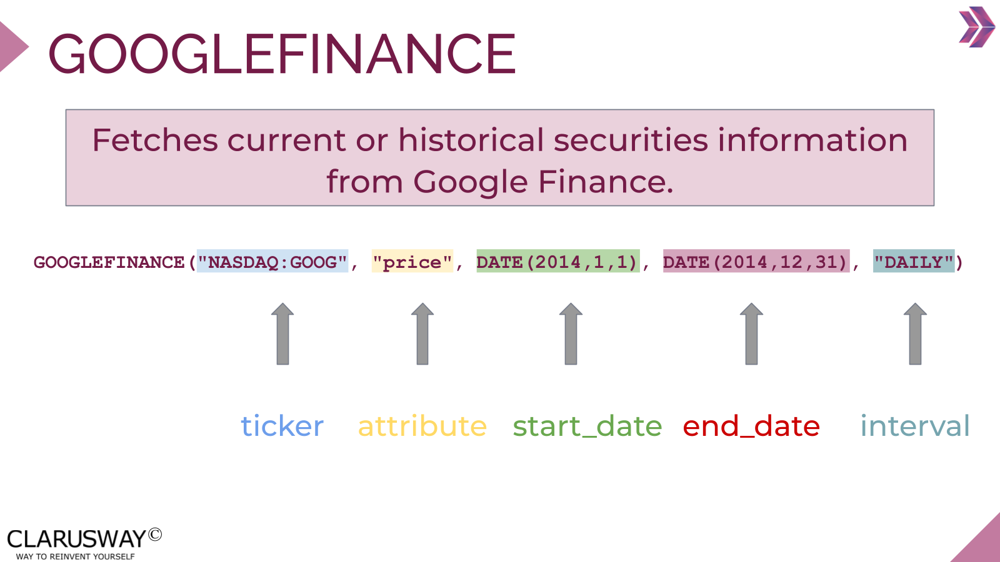 GOOGLEFINANCE
Fetches current or historical securities information
from Google Finance.
GOOGLEFINANCE("NASDAQ:GOOG", "price", DATE(2014,1,1), DATE(2014,12,31), "DAILY")
ticker attribute start_date end_date interval
CLARUSWAY©
WAY TO REINVENT YOURSELF